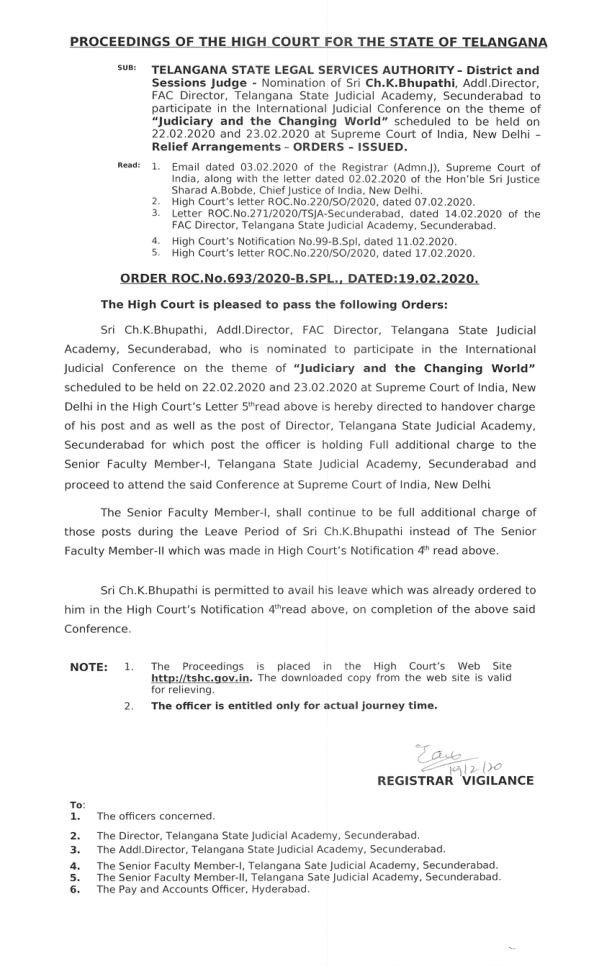 PROCEEDINGS OF THE HIGH COURT FOR THE STATE OF TELANGANA
SUB: TELANGANA STATE LEGAL SERVICES AUTHORITY – District and
Sessions Judge - Nomination of Sri Ch.K.Bhupathi, Addl.Director,
FAC Director, Telangana State Judicial Academy, Secunderabad to
participate in the International Judicial Conference on the theme of
“Judiciary and the Changing World” scheduled to be held on
22.02.2020 and 23.02.2020 at Supreme Court of India, New Delhi –
Relief Arrangements – ORDERS – ISSUED.
Read: 1. Email dated 03.02.2020 of the Registrar (Admn.J), Supreme Court of
India, along with the letter dated 02.02.2020 of the Hon’ble Sri Justice
Sharad A.Bobde, Chief Justice of India, New Delhi.
2. High Court’s letter ROC.No.220/SO/2020, dated 07.02.2020.
3. Letter ROC.No.271/2020/TSJA-Secunderabad, dated 14.02.2020 of the
FAC Director, Telangana State Judicial Academy, Secunderabad.
4. High Court’s Notification No.99-B.Spl, dated 11.02.2020.
5. High Court’s letter ROC.No.220/SO/2020, dated 17.02.2020.
ORDER ROC.No.693/2020-B.SPL., DATED:19.02.2020.
The High Court is pleased to pass the following Orders:
Sri Ch.K.Bhupathi, Addl.Director, FAC Director, Telangana State Judicial
Academy, Secunderabad, who is nominated to participate in the International
Judicial Conference on the theme of “Judiciary and the Changing World”
scheduled to be held on 22.02.2020 and 23.02.2020 at Supreme Court of India, New
Delhi in the High Court’s Letter 5thread above is hereby directed to handover charge
of his post and as well as the post of Director, Telangana State Judicial Academy,
Secunderabad for which post the officer is holding Full additional charge to the
Senior Faculty Member-I, Telangana State Judicial Academy, Secunderabad and
proceed to attend the said Conference at Supreme Court of India, New Delhi.
The Senior Faculty Member-I, shall continue to be full additional charge of
those posts during the Leave Period of Sri Ch.K.Bhupathi instead of The Senior
Faculty Member-II which was made in High Court’s Notification 4th read above.
Sri Ch.K.Bhupathi is permitted to avail his leave which was already ordered to
him in the High Court’s Notification 4thread above, on completion of the above said
Conference.
NOTE: 1. The Proceedings is placed in the High Court’s Web Site
http://tshc.gov.in. The downloaded copy from the web site is valid
for relieving.
2. The officer is entitled only for actual journey time.
19/2/20
REGISTRAR VIGILANCE
To:
1. The officers concerned.
2. The Director, Telangana State Judicial Academy, Secunderabad.
3. The Addl.Director, Telangana State Judicial Academy, Secunderabad.
4. The Senior Faculty Member-I, Telangana Sate Judicial Academy, Secunderabad.
5. The Senior Faculty Member-II, Telangana Sate Judicial Academy, Secunderabad.
6. The Pay and Accounts Officer, Hyderabad.